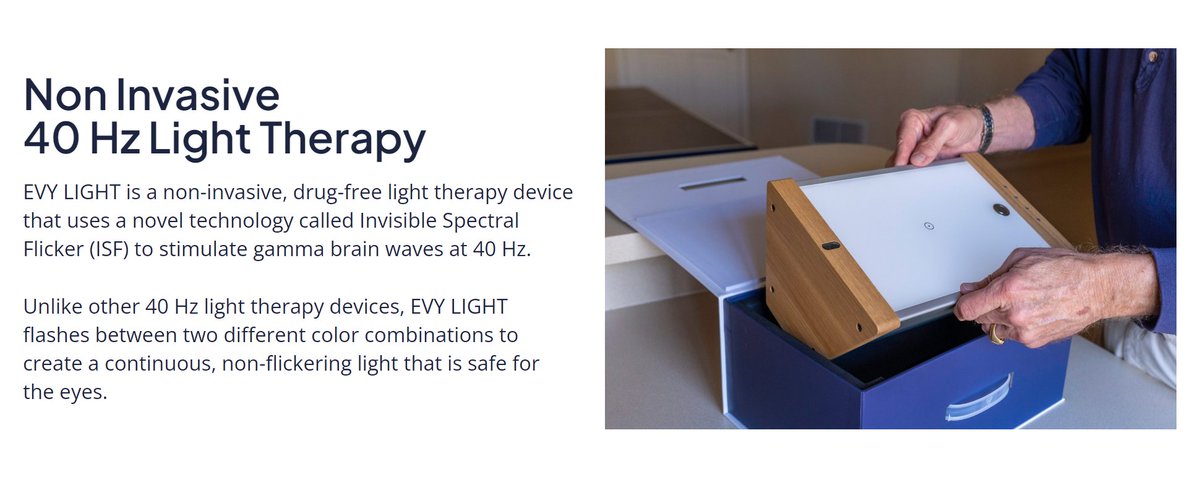 Non Invasive
40 Hz Light Therapy
EVY LIGHT is a non-invasive, drug-free light therapy device
that uses a novel technology called Invisible Spectral
Flicker (ISF) to stimulate gamma brain waves at 40 Hz.
Unlike other 40 Hz light therapy devices, EVY LIGHT
flashes between two different color combinations to
create a continuous, non-flickering light that is safe for
the eyes.